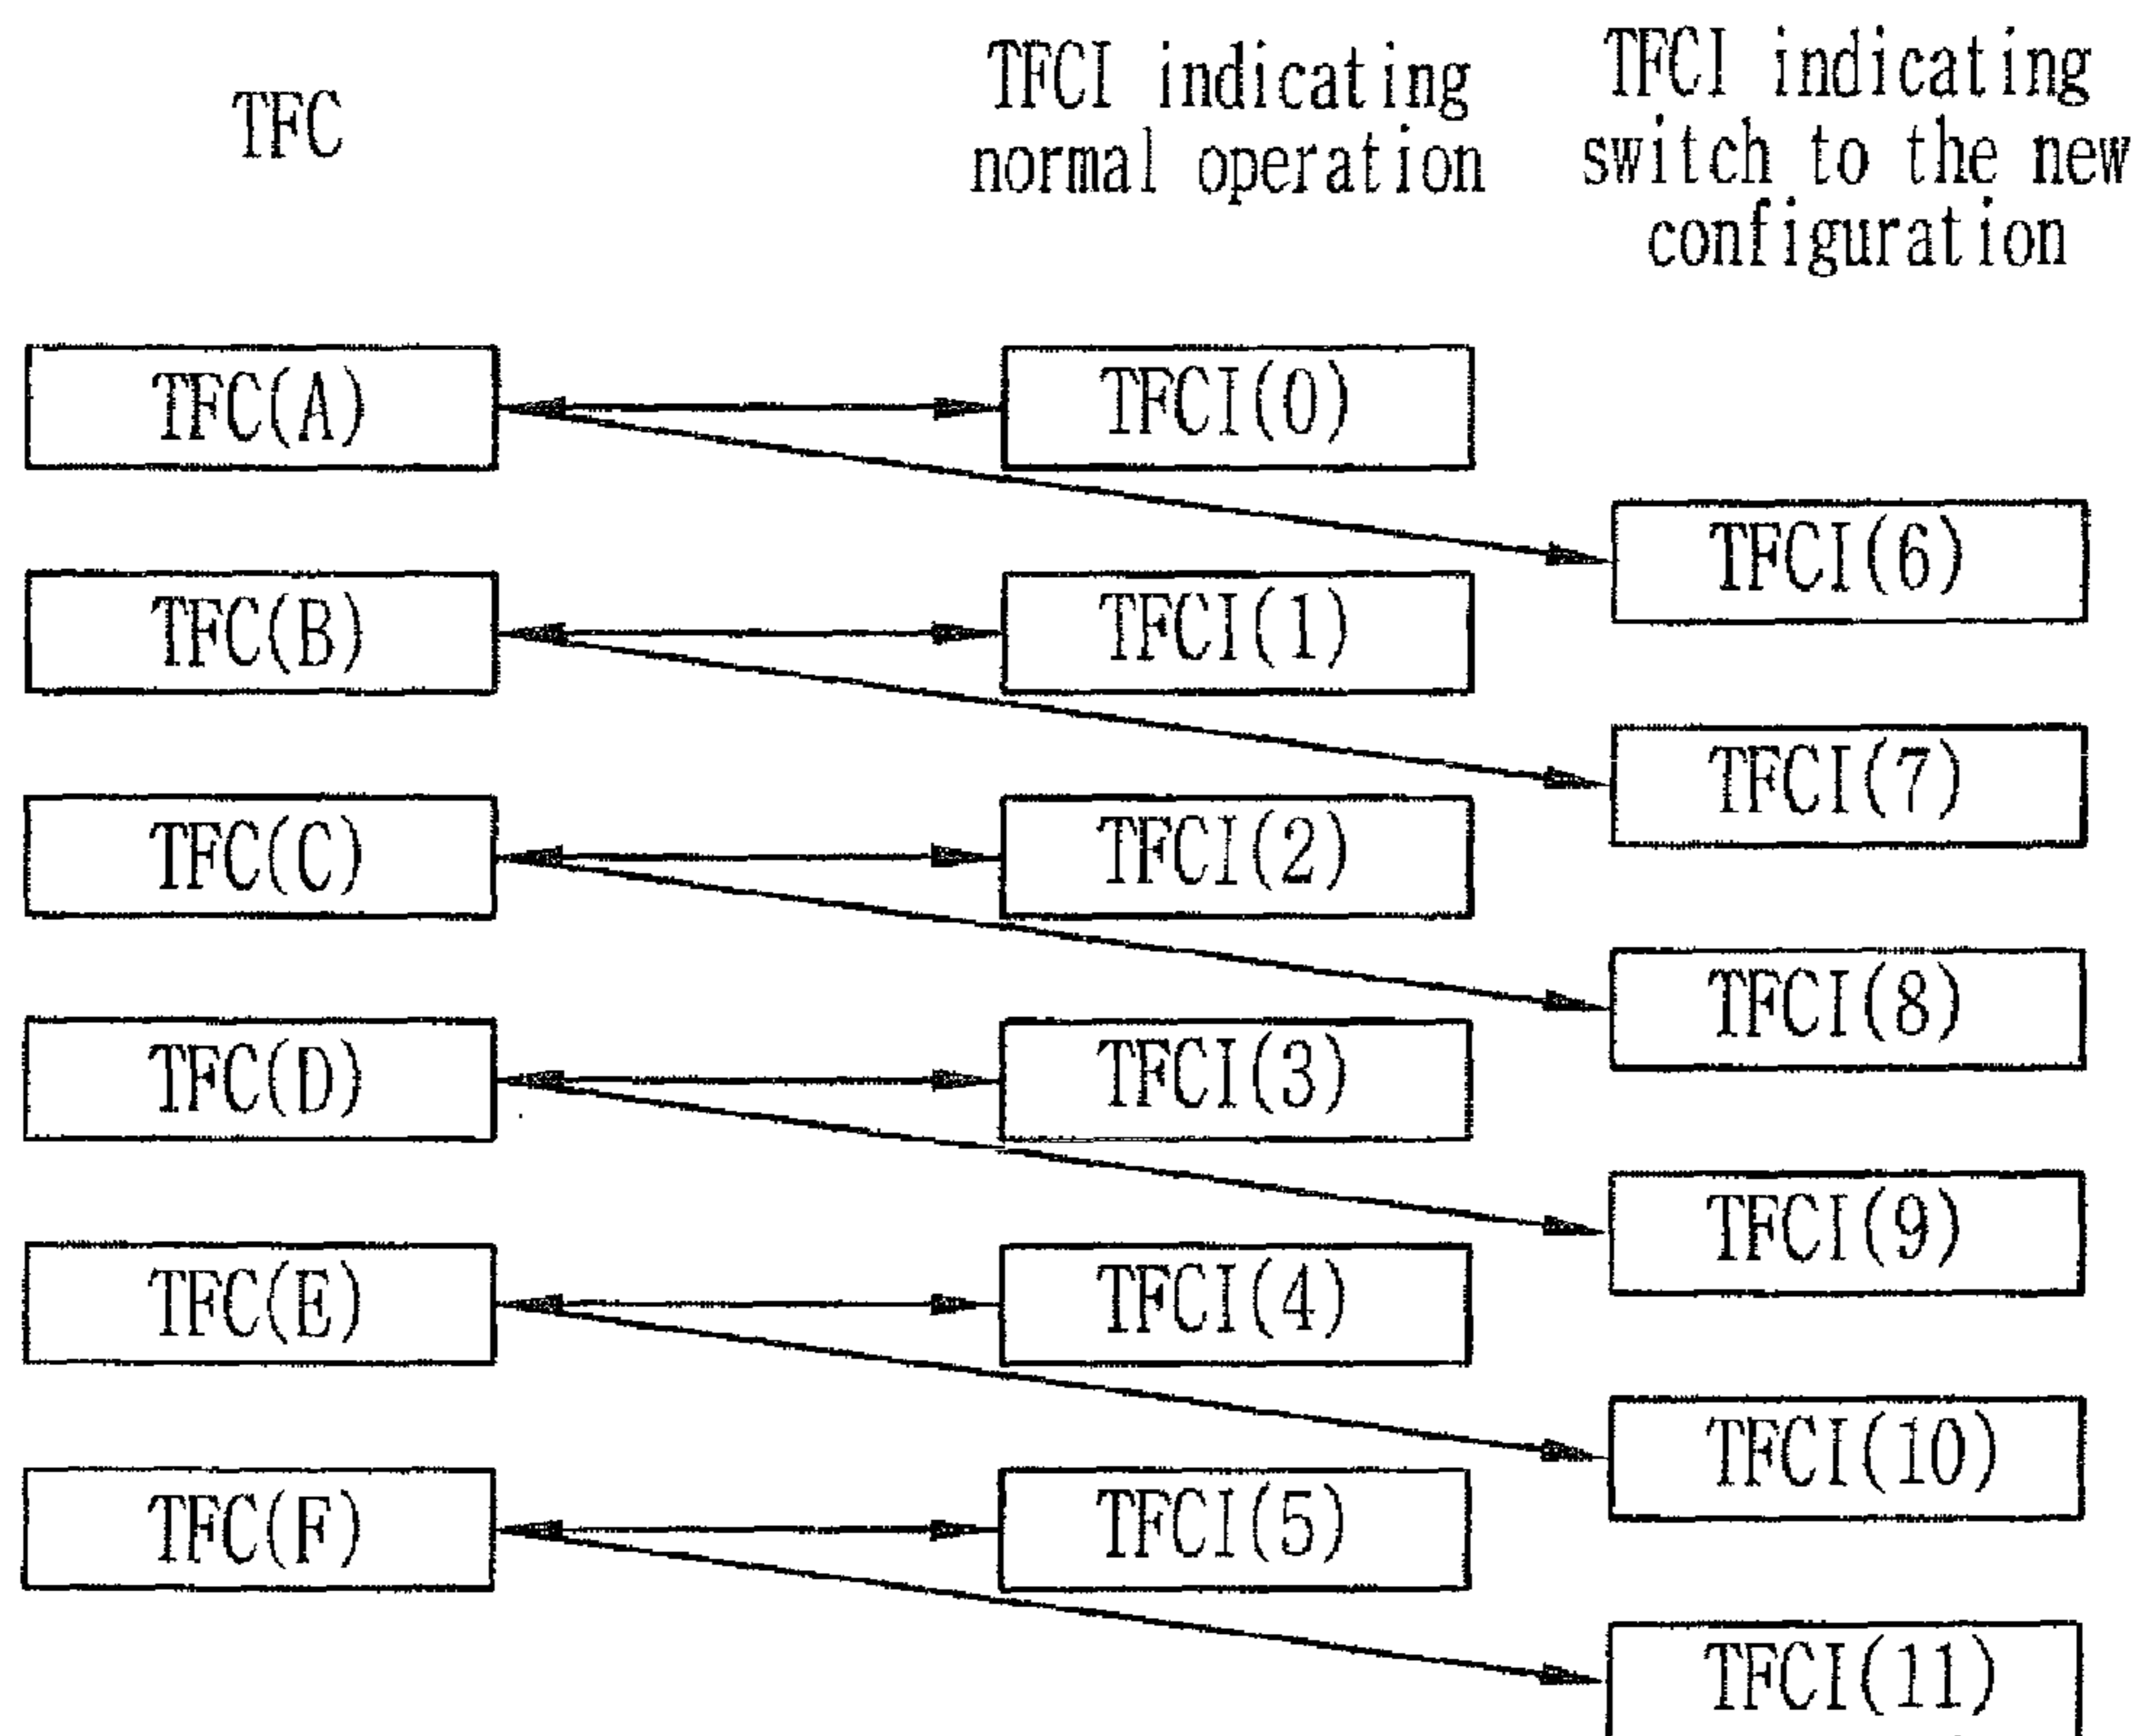 TFC
TFCI indicating
normal operation
TFCI indicating
switch to the new
configuration
TFC(A)
TFCI(0)
TFCI(6)
TFC(B)
TFCI(1)
TFCI(7)
TFC(C)
TFCI(2)
TFCI(8)
TFC(D)
TFCI(3)
TFCI(9)
TFC(E)
TFCI(4)
TFCI(10)
TFC(F)
TFCI(5)
TFCI(11)